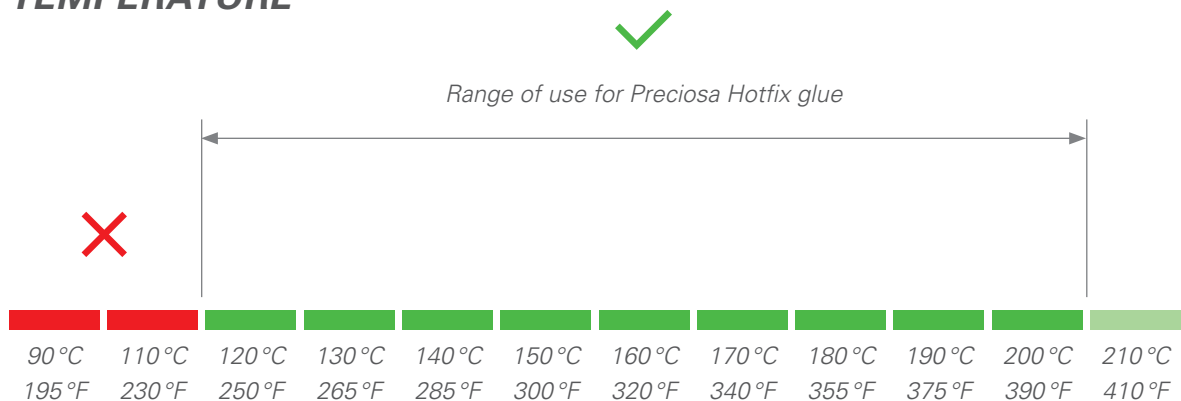 TEMPERATURE
Range of use for Preciosa Hotfix glue
90 °C 110 °C 120 °C 130 °C 140 °C 150 °C 160 °C 170 °C 180 °C 190 °C 200 °C 210 °C
195 °F 230 °F 250 °F 265 °F 285 °F 300 °F 320 °F 340 °F 355 °F 375 °F 390 °F 410 °F